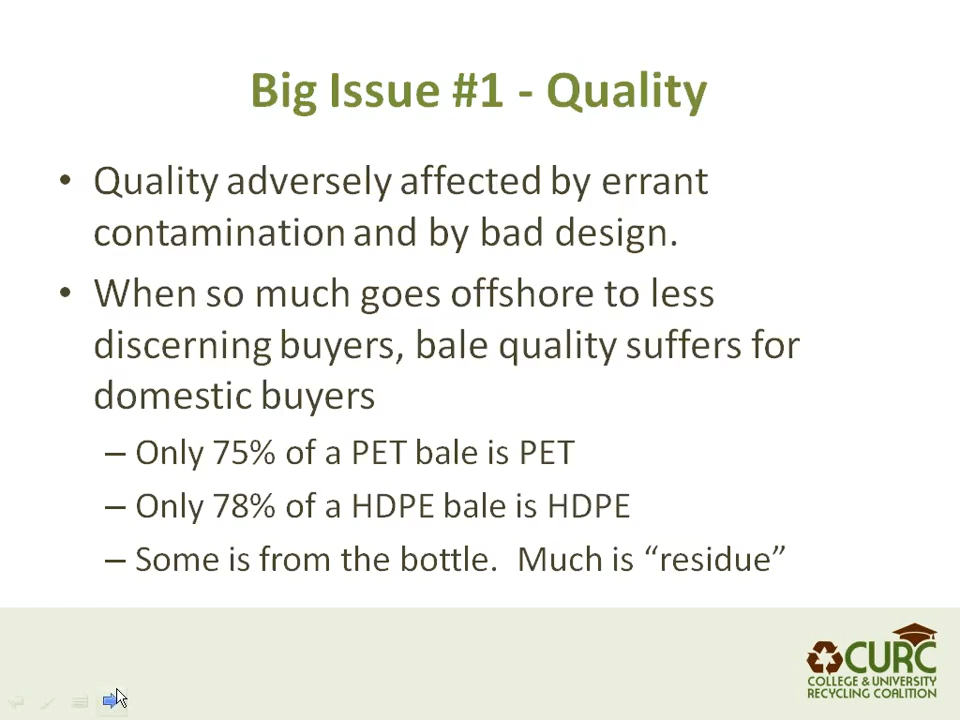 Big Issue #1 - Quality
• Quality adversely affected by errant
contamination and by bad design.
• When so much goes offshore to less
discerning buyers, bale quality suffers for
domestic buyers
– Only 75% of a PET bale is PET
– Only 78% of a HDPE bale is HDPE
– Some is from the bottle.  Much is “residue”
CURC
COLLEGE & UNIVERSITY
RECYCLING COALITION